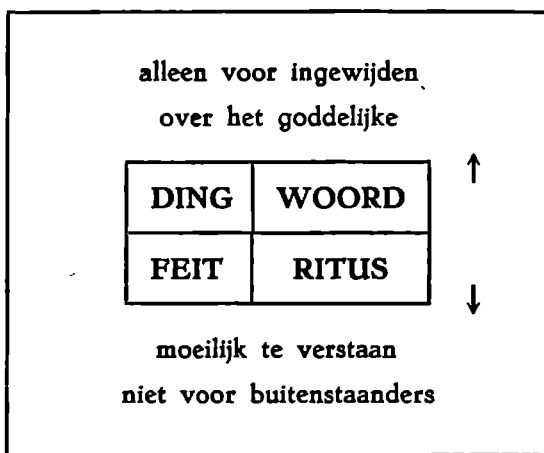 alleen voor ingewijden
over het goddelijke
DING WOORD
FEIT RITUS
moeilijk te verstaan
niet voor buitenstaanders